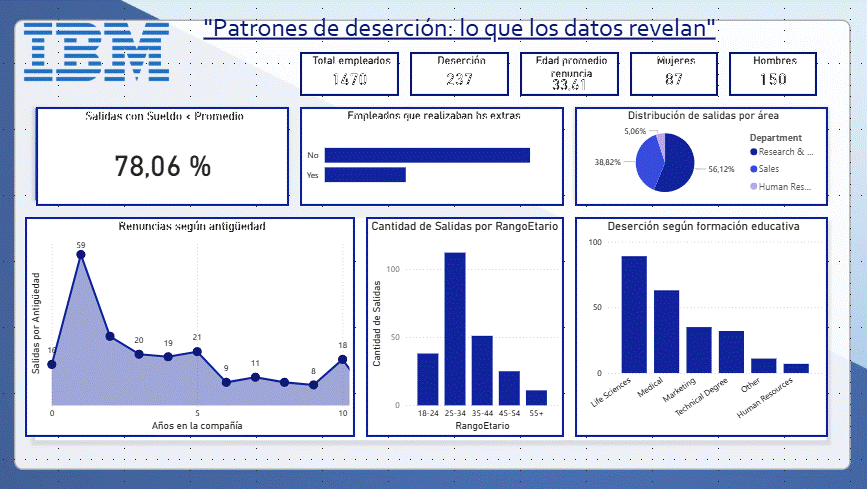 IBM
"Patrones de deserción: lo que los datos revelan"
Total empleados
1470
Deserción
237
Edad promedio
renuncia
33,61
Mujeres
87
Hombres
150
Salidas con Sueldo < Promedio
78,06 %
Empleados que realizaban hs extras
No
Yes
Distribución de salidas por área
5,06%
38,82%
56,12%
Department
Research & ...
Sales
Human Res...
Renuncias según antigüedad
Salidas por Antigüedad
59
16
20
19
21
9
11
8
18
0
5
10
Años en la compañía
Cantidad de Salidas por RangoEtario
Cantidad de Salidas
100
50
0
18-24
25-34
35-44
45-54
55+
RangoEtario
Deserción según formación educativa
100
50
0
Life Sciences
Medical
Marketing
Technical Degree
Other
Human Resources